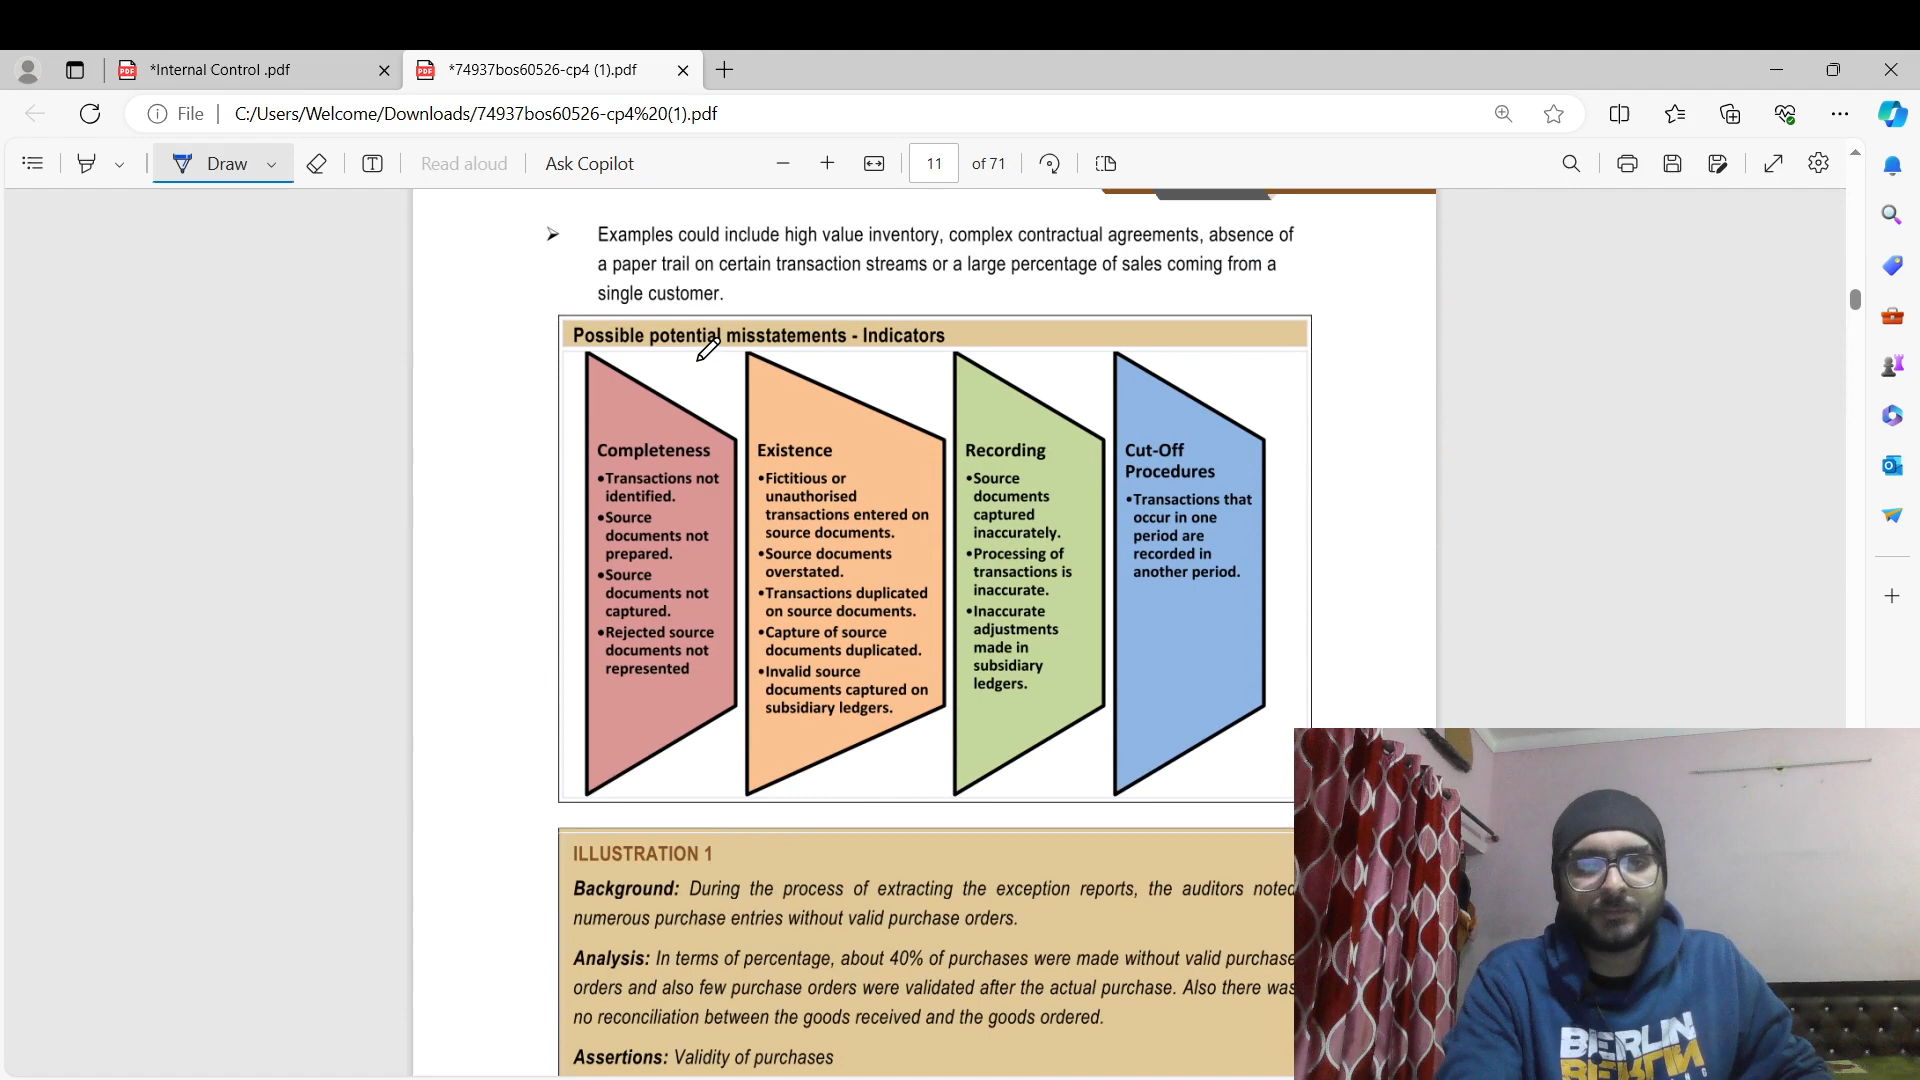 *Internal Control .pdf
*74937bos60526-cp4 (1).pdf
File
C:/Users/Welcome/Downloads/74937bos60526-cp4%20(1).pdf
Draw
Read aloud
Ask Copilot
11
of 71
Examples could include high value inventory, complex contractual agreements, absence of
a paper trail on certain transaction streams or a large percentage of sales coming from a
single customer.
Possible potential misstatements - Indicators
Completeness
•Transactions not
identified.
•Source
documents not
prepared.
•Source
documents not
captured.
•Rejected source
documents not
represented
Existence
•Fictitious or
unauthorised
transactions entered on
source documents.
•Source documents
overstated.
•Transactions duplicated
on source documents.
•Capture of source
documents duplicated.
•Invalid source
documents captured on
subsidiary ledgers.
Recording
•Source
documents
captured
inaccurately.
•Processing of
transactions is
inaccurate.
•Inaccurate
adjustments
made in
subsidiary
ledgers.
Cut-Off
Procedures
•Transactions that
occur in one
period are
recorded in
another period.
ILLUSTRATION 1
Background: During the process of extracting the exception reports, the auditors noted
numerous purchase entries without valid purchase orders.
Analysis: In terms of percentage, about 40% of purchases were made without valid purchase
orders and also few purchase orders were validated after the actual purchase. Also there was
no reconciliation between the goods received and the goods ordered.
Assertions: Validity of purchases
BERLIN
BERLIN